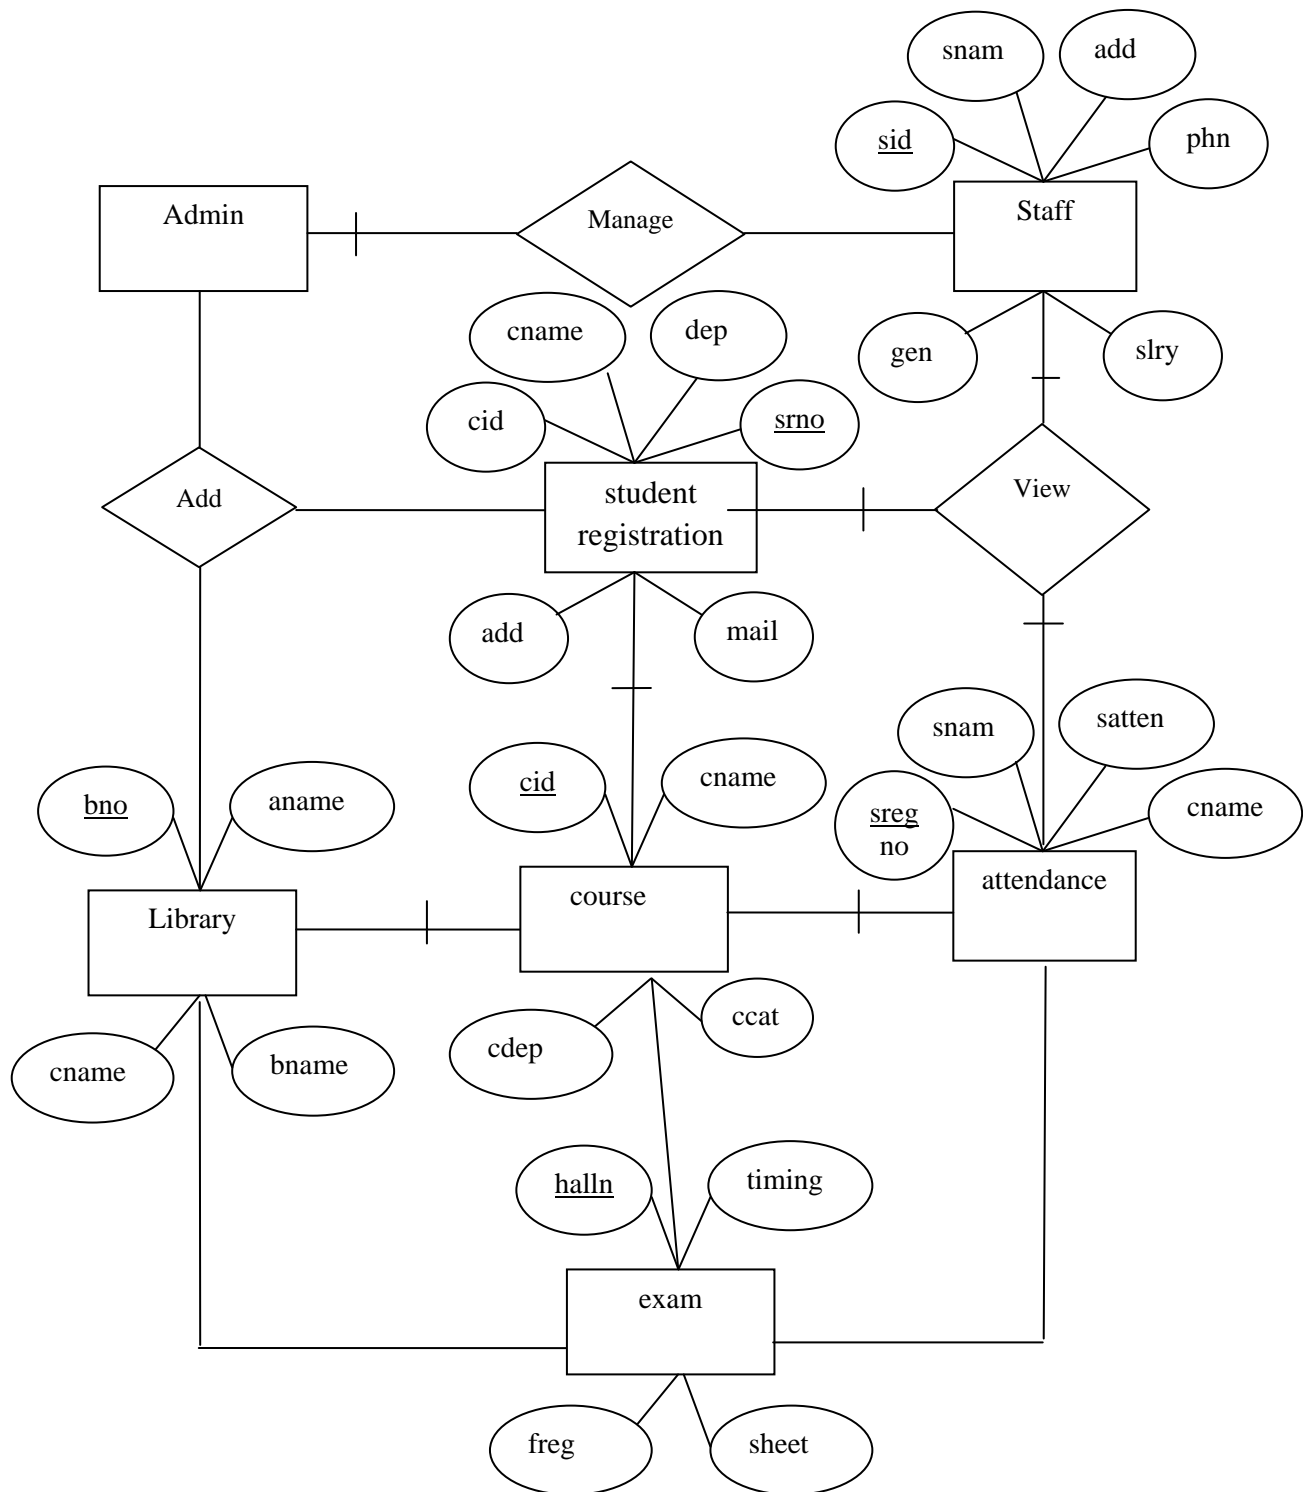 snam
add
sid
phn
Admin
Manage
Staff
cname
dep
gen
slry
cid
srno
Add
student
registration
View
add
mail
snam
satten
bno
aname
cid
cname
sreg
no
cname
Library
course
attendance
cname
bname
cdep
ccat
halln
timing
exam
freg
sheet